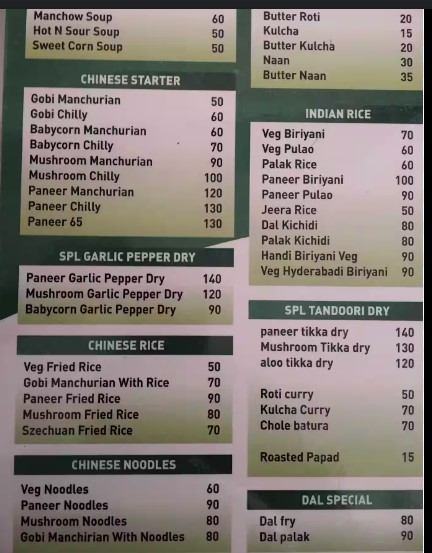 Manchow Soup 60
Hot N Sour Soup 50
Sweet Corn Soup 50
CHINESE STARTER
Gobi Manchurian 50
Gobi Chilly 60
Babycorn Manchurian 60
Babycorn Chilly 70
Mushroom Manchurian 90
Mushroom Chilly 100
Paneer Manchurian 120
Paneer Chilly 130
Paneer 65 130
SPL GARLIC PEPPER DRY
Paneer Garlic Pepper Dry 140
Mushroom Garlic Pepper Dry 120
Babycorn Garlic Pepper Dry 90
CHINESE RICE
Veg Fried Rice 50
Gobi Manchurian With Rice 70
Paneer Fried Rice 90
Mushroom Fried Rice 80
Szechuan Fried Rice 70
CHINESE NOODLES
Veg Noodles 60
Paneer Noodles 90
Mushroom Noodles 80
Gobi Manchirian With Noodles 80
Butter Roti 20
Kulcha 15
Butter Kulcha 20
Naan 30
Butter Naan 35
INDIAN RICE
Veg Biriyani 70
Veg Pulao 60
Palak Rice 60
Paneer Biriyani 100
Paneer Pulao 90
Jeera Rice 50
Dal Kichidi 80
Palak Kichidi 80
Handi Biriyani Veg 90
Veg Hyderabadi Biriyani 90
SPL TANDOORI DRY
paneer tikka dry 140
Mushroom Tikka dry 130
aloo tikka dry 120
Roti curry 50
Kulcha Curry 70
Chole batura 70
Roasted Papad 15
DAL SPECIAL
Dal fry 80
Dal palak 90